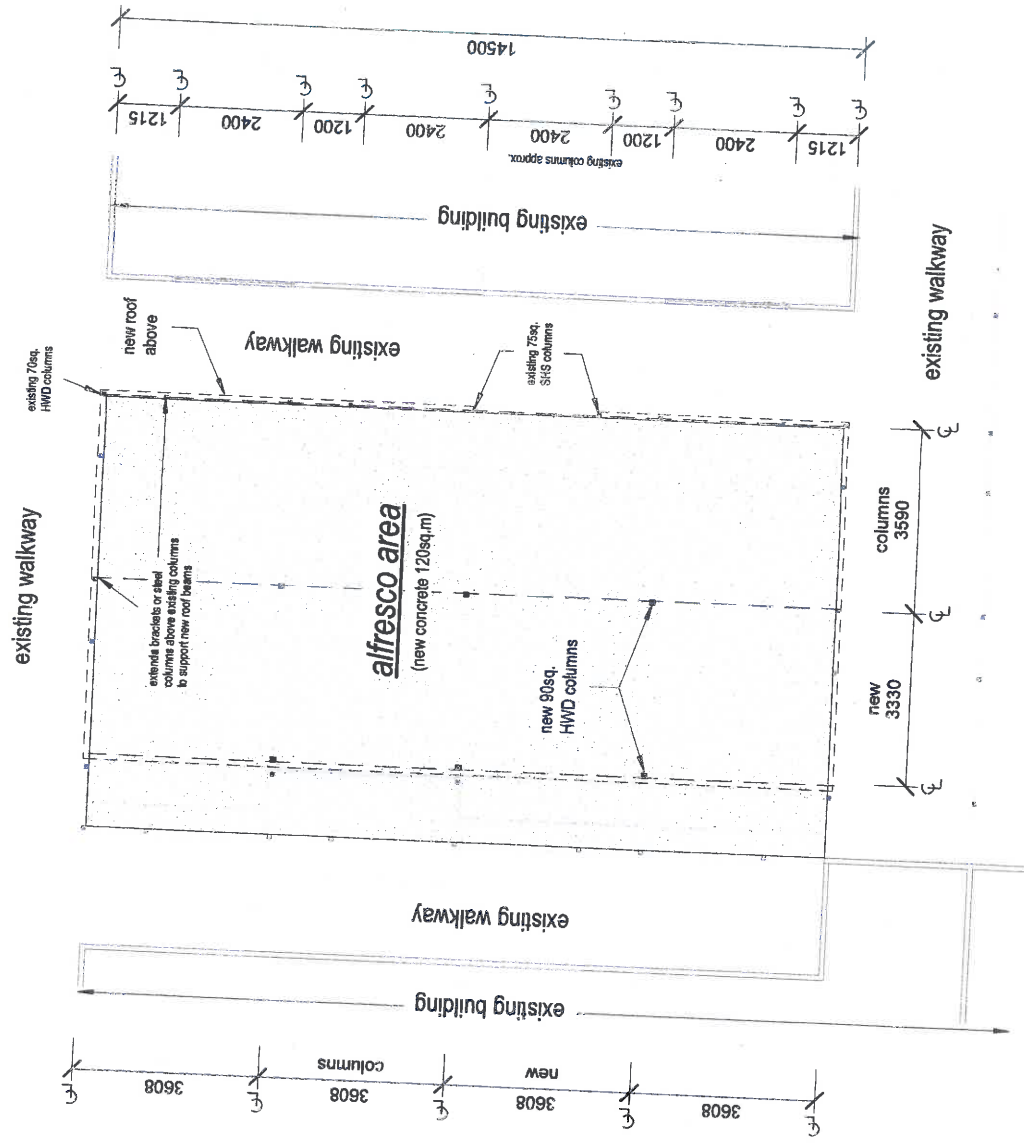 14500
1215
2400
1200
2400
2400
1200
2400
1215
existing columns approx.
existing building
existing walkway
new roof
above
existing walkway
existing 70sq.
HWD columns
existing 75sq.
SHS columns
existing walkway
extende brackets or steel
columns above existing columns
to support new roof beams
alfresco area
(new concrete 120sq.m)
new 90sq.
HWD columns
columns
3590
new
3330
existing walkway
existing building
new
columns
3608
3608
3608
3608